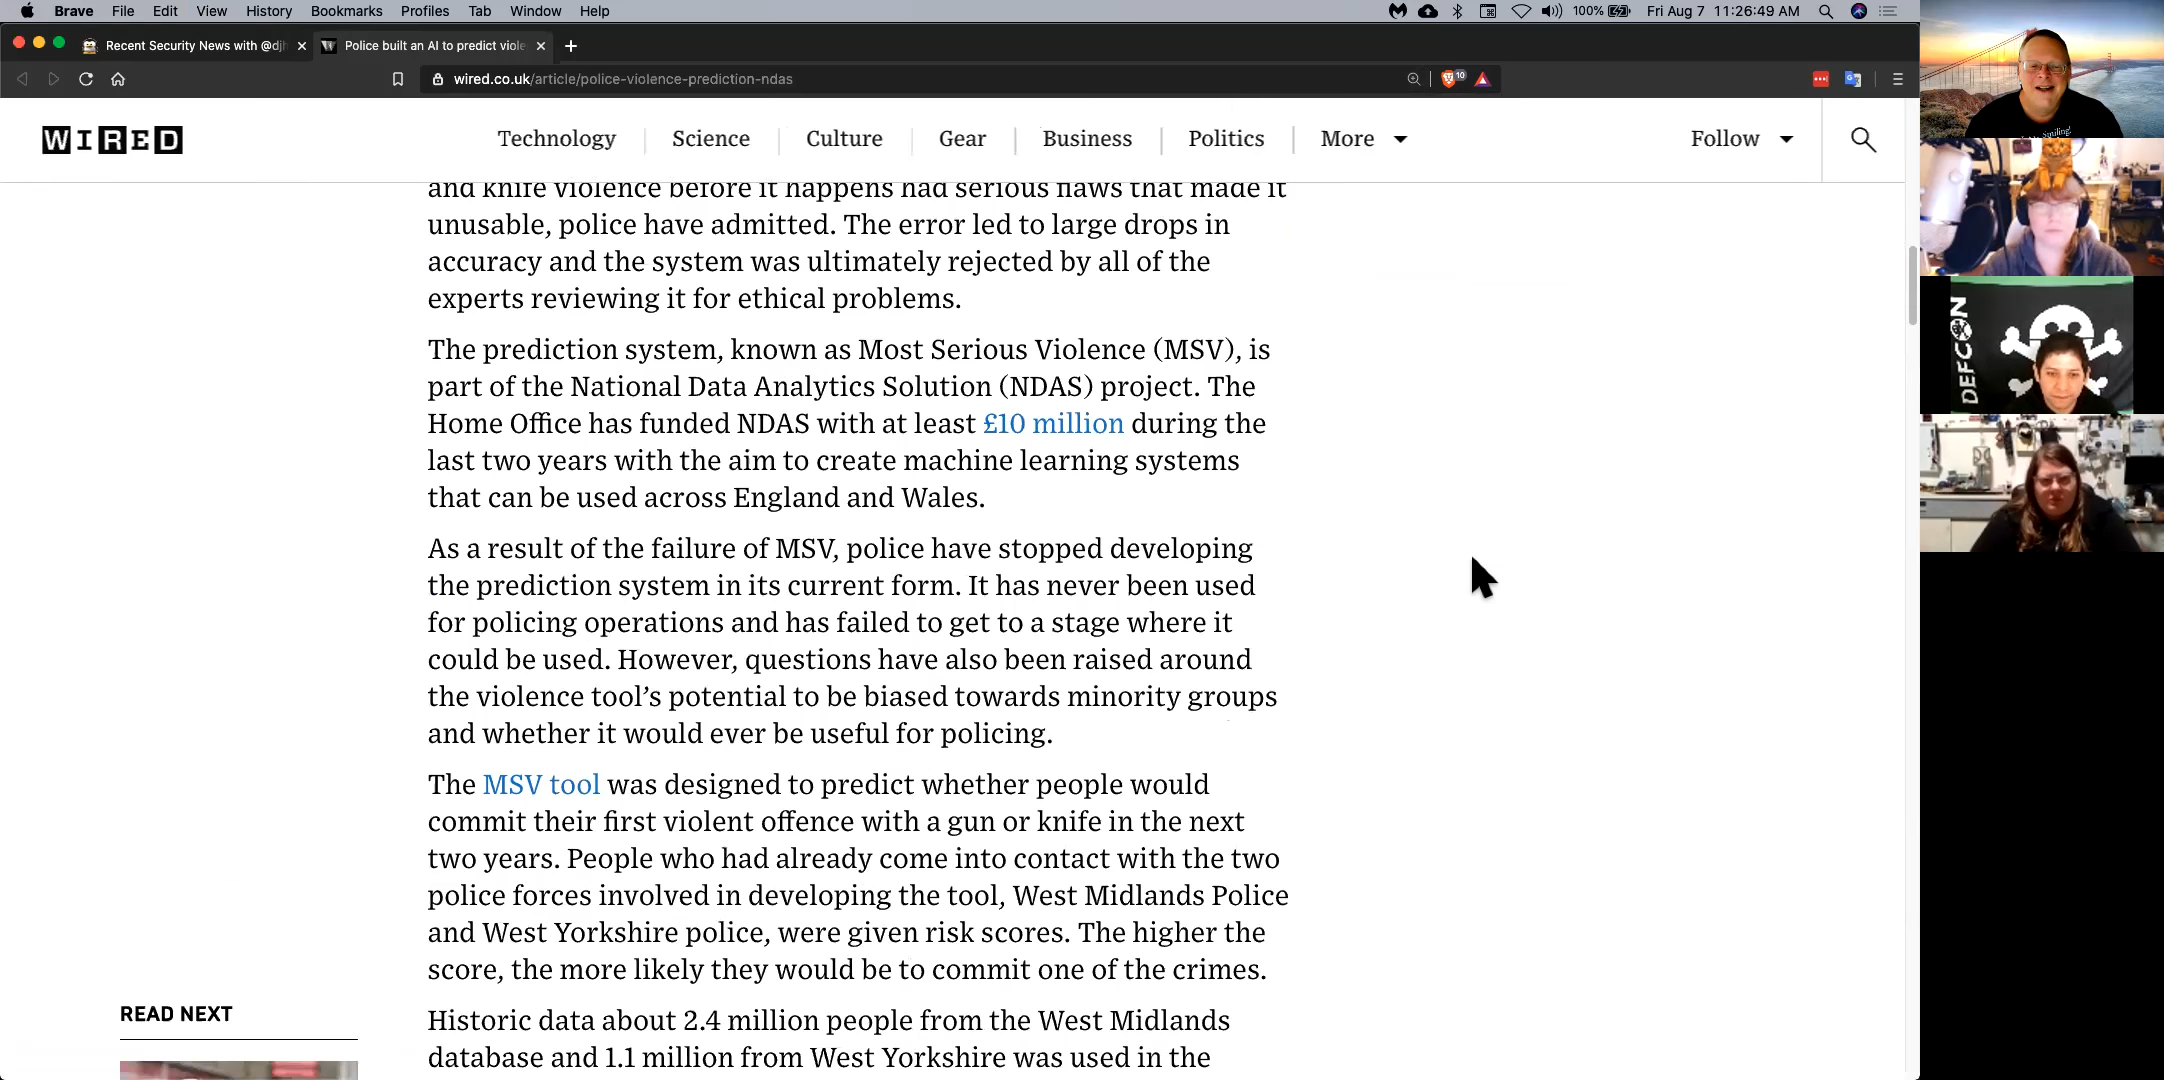 Brave File Edit View History Bookmarks Profiles Tab Window Help 100% Fri Aug 7 11:26:49 AM
Recent Security News with @djh
Police built an AI to predict viole
wired.co.uk/article/police-violence-prediction-ndas
10
WIRED
Technology Science Culture Gear Business Politics More Follow
and knife violence before it happens had serious flaws that made it
unusable, police have admitted. The error led to large drops in
accuracy and the system was ultimately rejected by all of the
experts reviewing it for ethical problems.
The prediction system, known as Most Serious Violence (MSV), is
part of the National Data Analytics Solution (NDAS) project. The
Home Office has funded NDAS with at least £10 million during the
last two years with the aim to create machine learning systems
that can be used across England and Wales.
As a result of the failure of MSV, police have stopped developing
the prediction system in its current form. It has never been used
for policing operations and has failed to get to a stage where it
could be used. However, questions have also been raised around
the violence tool’s potential to be biased towards minority groups
and whether it would ever be useful for policing.
The MSV tool was designed to predict whether people would
commit their first violent offence with a gun or knife in the next
two years. People who had already come into contact with the two
police forces involved in developing the tool, West Midlands Police
and West Yorkshire police, were given risk scores. The higher the
score, the more likely they would be to commit one of the crimes.
Historic data about 2.4 million people from the West Midlands
database and 1.1 million from West Yorkshire was used in the
READ NEXT
Smiling!
DEFCON